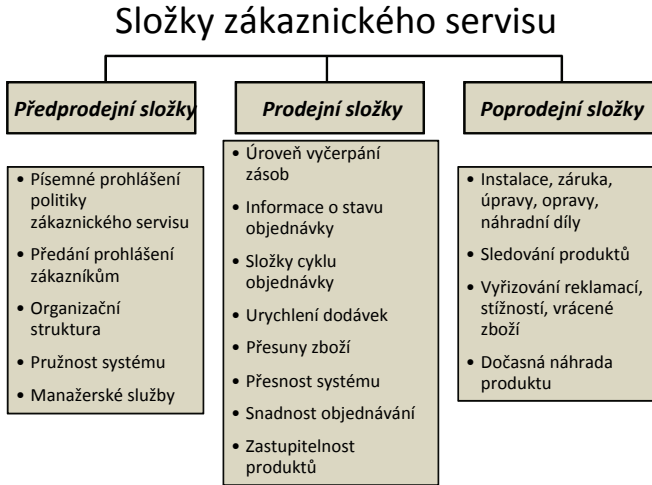 Složky zákaznického servisu
Předprodejní složky
Prodejní složky
Poprodejní složky
• Písemné prohlášení
politiky
zákaznického servisu
• Předání prohlášení
zákazníkům
• Organizační
struktura
• Pružnost systému
• Manažerské služby
• Úroveň vyčerpání
zásob
• Informace o stavu
objednávky
• Složky cyklu
objednávky
• Urychlení dodávek
• Přesuny zboží
• Přesnost systému
• Snadnost objednávání
• Zastupitelnost
produktů
• Instalace, záruka,
úpravy, opravy,
náhradní díly
• Sledování produktů
• Vyřizování reklamací,
stížností, vrácené
zboží
• Dočasná náhrada
produktu